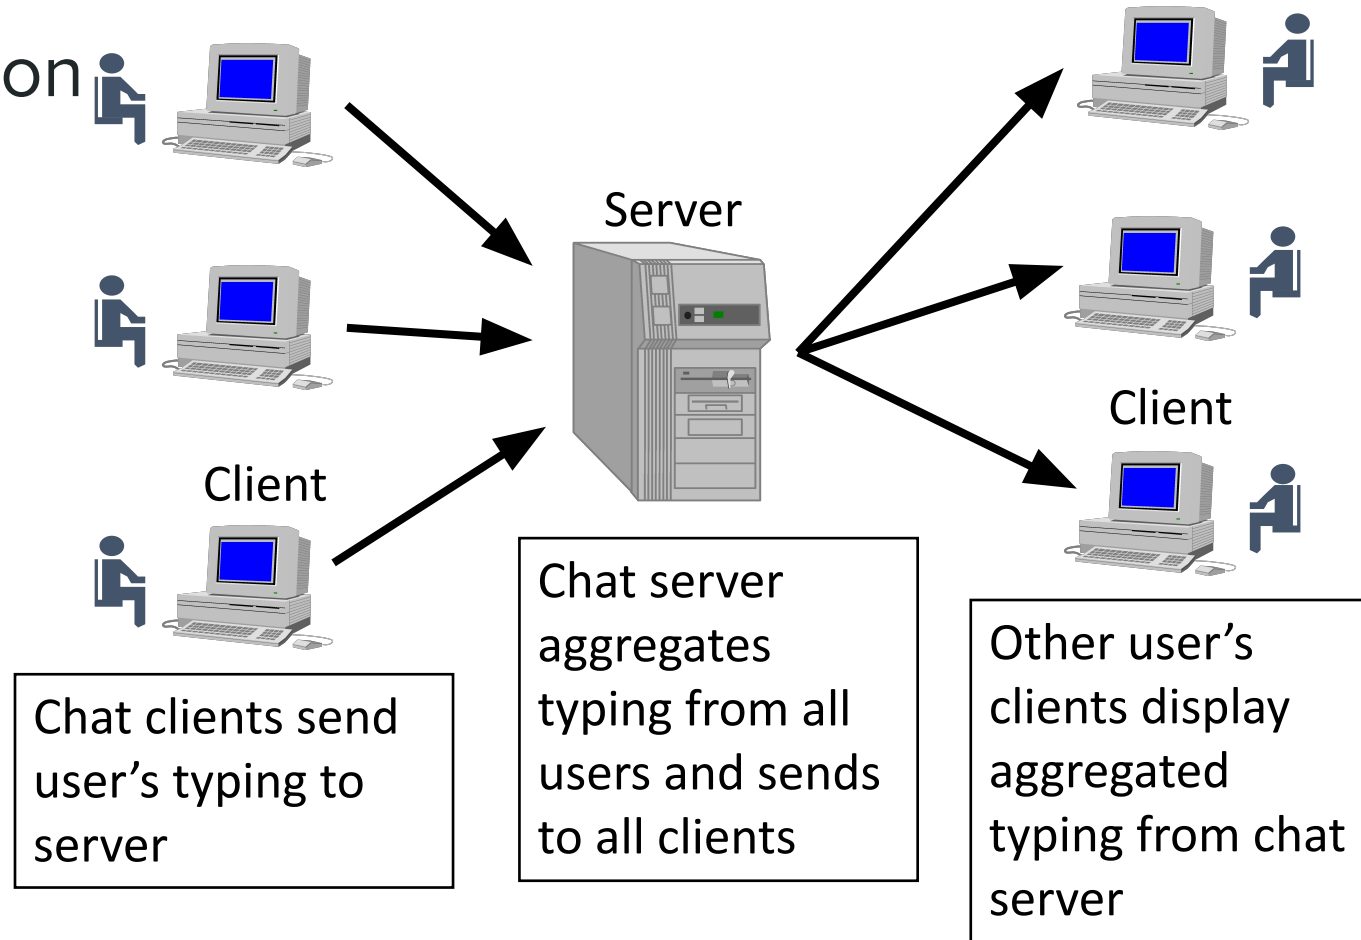 on
Server
Client
Client
Chat clients send
user’s typing to
server
Chat server
aggregates
typing from all
users and sends
to all clients
Other user’s
clients display
aggregated
typing from chat
server